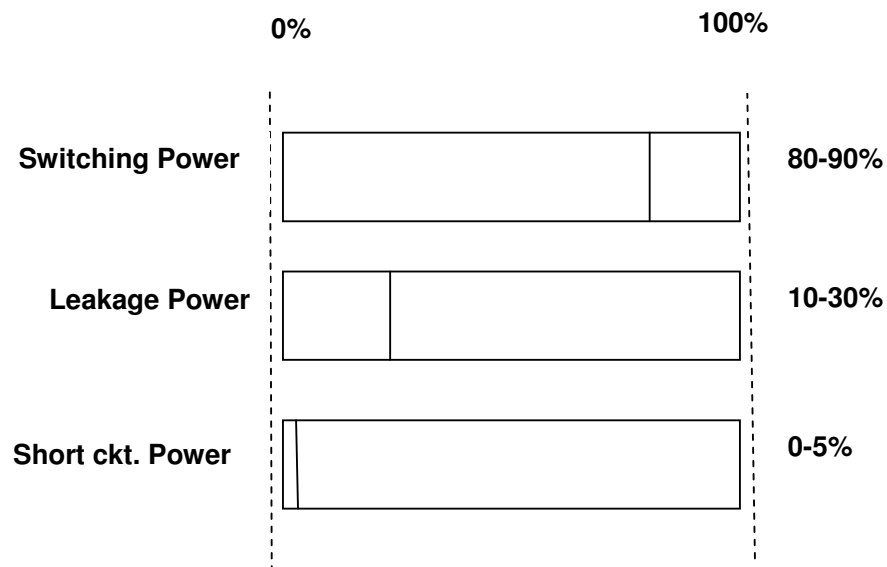 0%
100%
Switching Power
80-90%
Leakage Power
10-30%
Short ckt. Power
0-5%